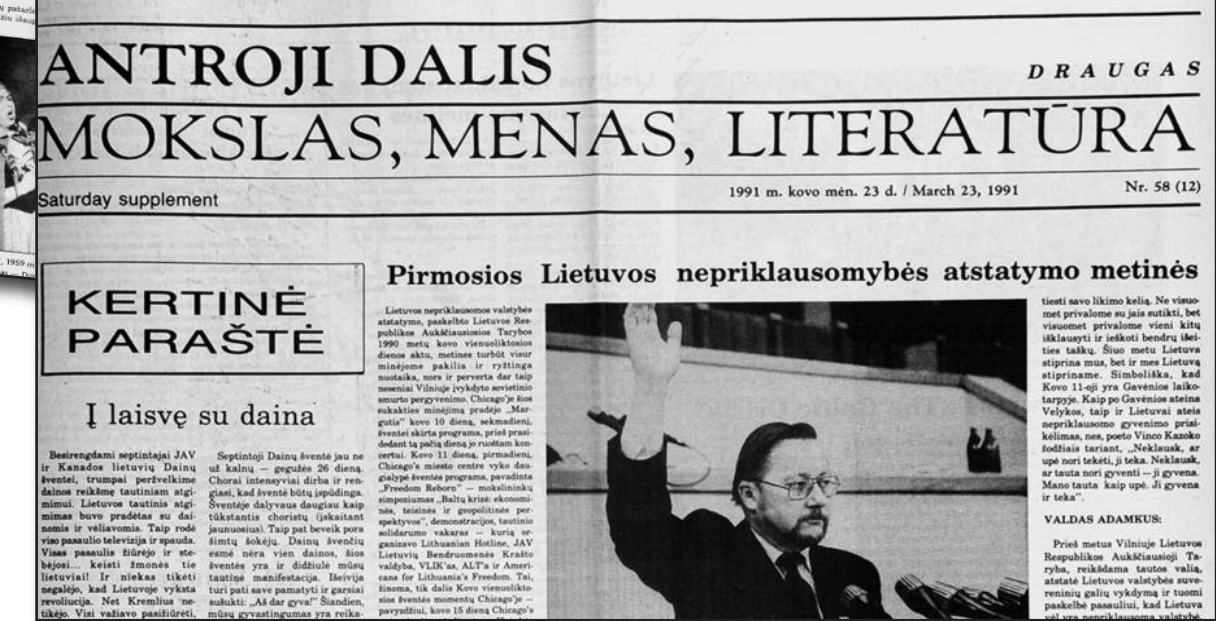 ų patarlė
žiu išaug
, 1959 m
ANTROJI DALIS
DRAUGAS
MOKSLAS, MENAS, LITERATŪRA
Saturday supplement
1991 m. kovo mėn. 23 d. / March 23, 1991
Nr. 58 (12)
KERTINĖ
PARAŠTĖ
Į laisvę su daina
Besirengdami septintajai JAV
ir Kanados lietuvių Dainų
šventei, trumpai peržvelkime
dainos reikšmę tautiniam atgi-
mimui. Lietuvos tautinis atgi-
mimas buvo pradėtas su dai-
nomis ir vėliavomis. Taip rodė
viso pasaulio televizija ir spauda.
Visas pasaulis žiūrėjo ir ste-
bėjosi... keisti žmonės tie
lietuviai! Ir niekas tikėti
negalėjo, kad Lietuvoje vyksta
revoliucija. Net Kremlius ne-
tikėjo. Visi važiavo pasižiūrėti,
Septintoji Dainų šventė jau ne
už kalnų — gegužės 26 dieną.
Chorai intensyviai dirba ir ren-
giasi, kad šventė būtų įspūdinga.
Šventėje dalyvaus daugiau kaip
tūkstantis choristų (įskaitant
jaunuosius). Taip pat beveik pora
šimtų šokėjų. Dainų švenčių
esmė nėra vien dainos, šios
šventės yra ir didžiulė mūsų
tautinė manifestacija. Išeivija
turi pati save pamatyti ir garsiai
sušukti: „Aš dar gyva!” Šiandien,
mūsų gyvastingumas yra reika-
Pirmosios Lietuvos nepriklausomybės atstatymo metinės
Lietuvos nepriklausomos valstybės
atstatymo, paskelbto Lietuvos Res-
publikos Aukščiausiosios Tarybos
1990 metų kovo vienuoliktosios
dienos aktu, metines turbūt visur
minėjome pakilia ir ryžtinga
nuotaika, nors ir perverta dar taip
neseniai Vilniuje įvykdyto sovietinio
smurto pergyvenimo. Chicago'je šios
sukakties minėjimą pradėjo „Mar-
gutis” kovo 10 dieną, sekmadienį,
šventei skirta programa, prieš prasi-
dedant tą pačią dieną jo ruoštam kon-
certui. Kovo 11 dieną, pirmadienį,
Chicago's miesto centre vyko dau-
gialypė šventės programa, pavadinta
„Freedom Reborn” — mokslininkų
simpoziumas „Baltų krizė: ekonomi-
nės, teisinės ir geopolitinės per-
spektyvos”, demonstracijos, tautinio
solidarumo vakaras — kurią or-
ganizavo Lithuanian Hotline, JAV
Lietuvių Bendruomenės Krašto
valdyba, VLIK'as, ALT'a ir Ameri-
cans for Lithuania's Freedom. Tai,
žinoma, tik dalis Kovo vienuolikto-
sios šventės momentų Chicago'je —
pavyzdžiui, kovo 15 dieną Chicago's
tiesti savo likimo kelią. Ne visuo-
met privalome su jais sutikti, bet
visuomet privalome vieni kitų
išklausyti ir ieškoti bendrų išei-
ties taškų. Šiuo metu Lietuva
stiprina mus, bet ir mes Lietuvą
stipriname. Simboliška, kad
Kovo 11-oji yra Gavėnios laiko-
tarpyje. Kaip po Gavėnios ateina
Velykos, taip ir Lietuvai ateis
nepriklausomo gyvenimo prisi-
kėlimas, nes, poeto Vinco Kazoko
žodžiais tariant, „Neklausk, ar
upė nori tekėti, ji teka. Neklausk,
ar tauta nori gyventi — ji gyvena.
Mano tauta kaip upė. Ji gyvena
ir teka”.
VALDAS ADAMKUS:
Prieš metus Vilniuje Lietuvos
Respublikos Aukščiausioji Ta-
ryba, reikšdama tautos valią,
atstatė Lietuvos valstybės suve-
reninių galių vykdymą ir tuomi
paskelbė pasauliui, kad Lietuva
vėl yra nepriklausoma valstybė.